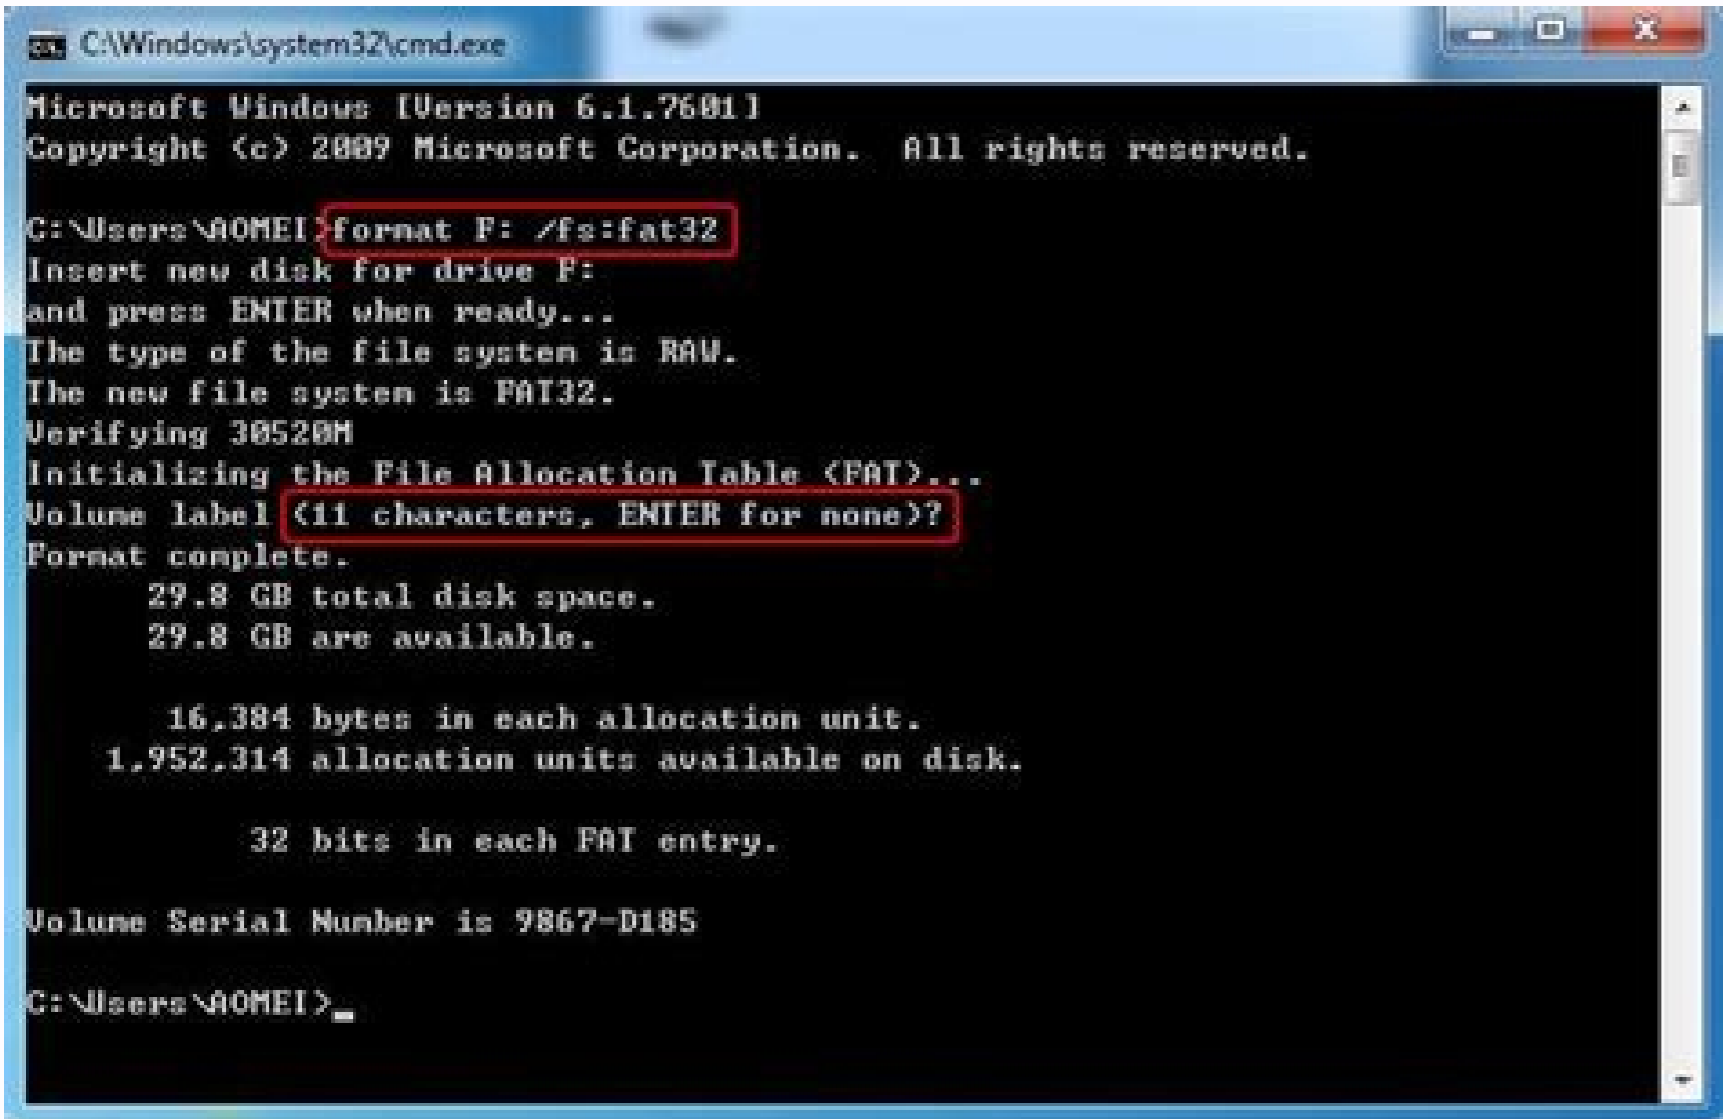 C:\Windows\system32\cmd.exe
Microsoft Windows [Version 6.1.7601]
Copyright (c) 2009 Microsoft Corporation.  All rights reserved.
C:\Users\AOMEI>format F: /fs:fat32
Insert new disk for drive F:
and press ENTER when ready...
The type of the file system is RAW.
The new file system is FAT32.
Verifying 30520M
Initializing the File Allocation Table (FAT)...
Volume label (11 characters, ENTER for none)?
Format complete.
29.8 GB total disk space.
29.8 GB are available.
16,384 bytes in each allocation unit.
1,952,314 allocation units available on disk.
32 bits in each FAT entry.
Volume Serial Number is 9867-D185
C:\Users\AOMEI>_